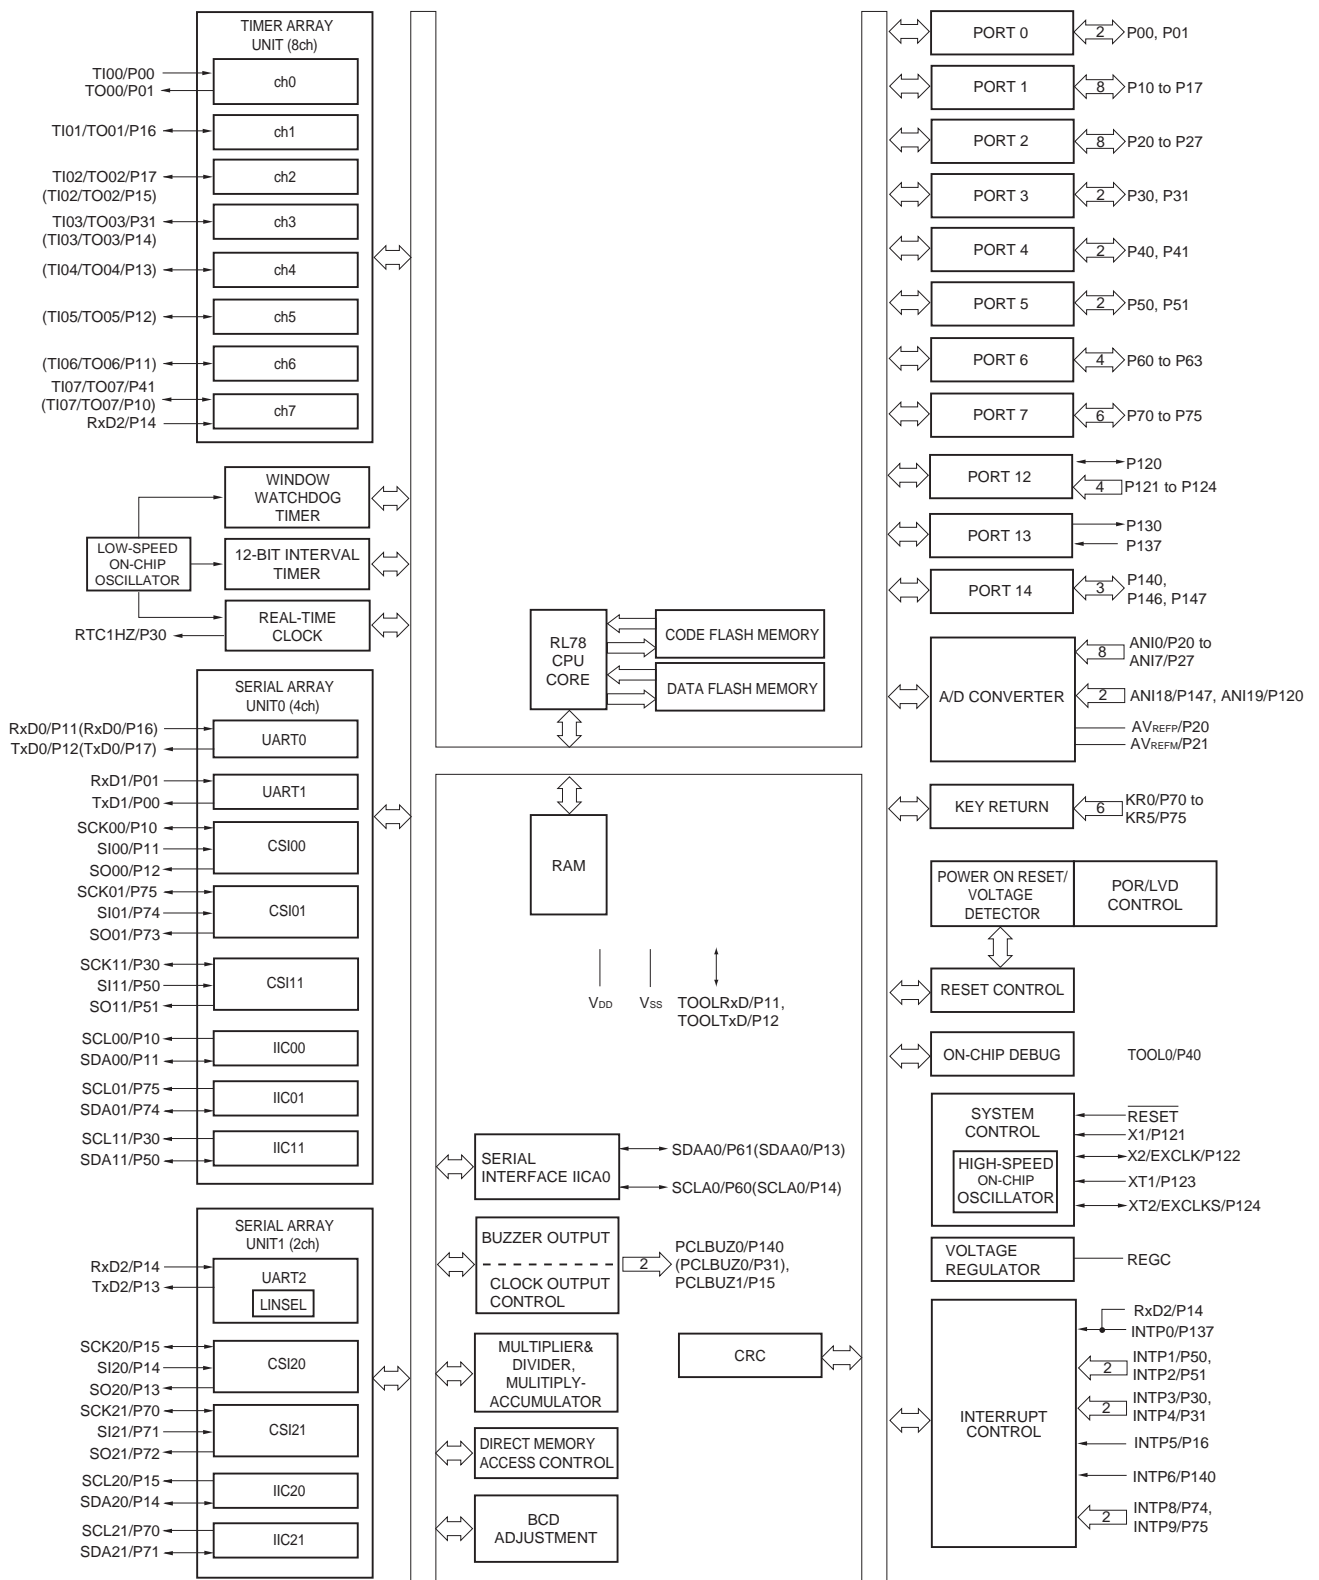 TIMER ARRAY
UNIT (8ch)
TI00/P00
TO00/P01
ch0
TI01/TO01/P16
ch1
TI02/TO02/P17
(TI02/TO02/P15)
ch2
TI03/TO03/P31
(TI03/TO03/P14)
ch3
(TI04/TO04/P13)
ch4
(TI05/TO05/P12)
ch5
(TI06/TO06/P11)
ch6
TI07/TO07/P41
(TI07/TO07/P10)
RxD2/P14
ch7
WINDOW
WATCHDOG
TIMER
LOW-SPEED
ON-CHIP
OSCILLATOR
12-BIT INTERVAL
TIMER
REAL-TIME
CLOCK
RTC1HZ/P30
SERIAL ARRAY
UNIT0 (4ch)
RxD0/P11(RxD0/P16)
TxD0/P12(TxD0/P17)
UART0
RxD1/P01
TxD1/P00
UART1
SCK00/P10
SI00/P11
SO00/P12
CSI00
SCK01/P75
SI01/P74
SO01/P73
CSI01
SCK11/P30
SI11/P50
SO11/P51
CSI11
SCL00/P10
SDA00/P11
IIC00
SCL01/P75
SDA01/P74
IIC01
SCL11/P30
SDA11/P50
IIC11
SERIAL ARRAY
UNIT1 (2ch)
RxD2/P14
TxD2/P13
UART2
LINSEL
SCK20/P15
SI20/P14
SO20/P13
CSI20
SCK21/P70
SI21/P71
SO21/P72
CSI21
SCL20/P15
SDA20/P14
IIC20
SCL21/P70
SDA21/P71
IIC21
RL78
CPU
CORE
CODE FLASH MEMORY
DATA FLASH MEMORY
RAM
VDD
VSS
TOOLRxD/P11,
TOOLTxD/P12
SERIAL
INTERFACE IICA0
SDAA0/P61(SDAA0/P13)
SCLA0/P60(SCLA0/P14)
BUZZER OUTPUT
CLOCK OUTPUT
CONTROL
2
PCLBUZ0/P140
(PCLBUZ0/P31),
PCLBUZ1/P15
MULTIPLIER&
DIVIDER,
MULITIPLY-
ACCUMULATOR
CRC
DIRECT MEMORY
ACCESS CONTROL
BCD
ADJUSTMENT
PORT 0
2
P00, P01
PORT 1
8
P10 to P17
PORT 2
8
P20 to P27
PORT 3
2
P30, P31
PORT 4
2
P40, P41
PORT 5
2
P50, P51
PORT 6
4
P60 to P63
PORT 7
6
P70 to P75
PORT 12
P120
4
P121 to P124
PORT 13
P130
P137
PORT 14
3
P140,
P146, P147
A/D CONVERTER
8
ANI0/P20 to
ANI7/P27
2
ANI18/P147, ANI19/P120
AVREFP/P20
AVREFM/P21
KEY RETURN
6
KR0/P70 to
KR5/P75
POWER ON RESET/
VOLTAGE
DETECTOR
POR/LVD
CONTROL
RESET CONTROL
ON-CHIP DEBUG
TOOL0/P40
SYSTEM
CONTROL
HIGH-SPEED
ON-CHIP
OSCILLATOR
RESET
X1/P121
X2/EXCLK/P122
XT1/P123
XT2/EXCLKS/P124
VOLTAGE
REGULATOR
REGC
INTERRUPT
CONTROL
RxD2/P14
INTP0/P137
2
INTP1/P50,
INTP2/P51
2
INTP3/P30,
INTP4/P31
INTP5/P16
INTP6/P140
2
INTP8/P74,
INTP9/P75